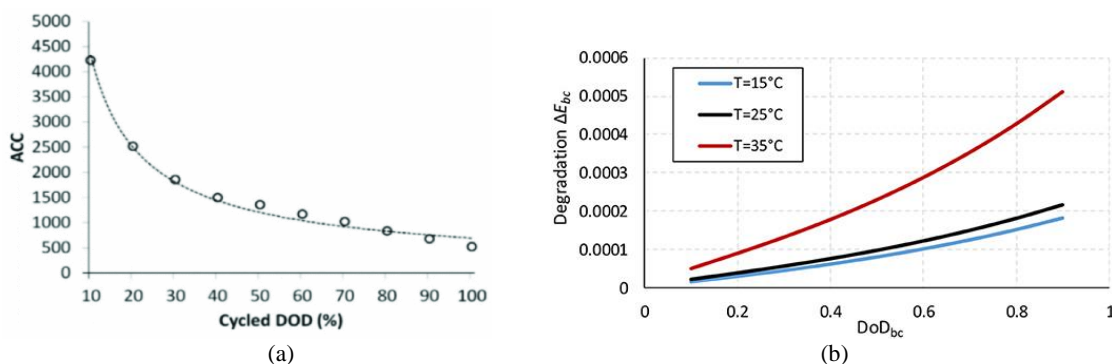 5000
4500
4000
3500
3000
2500
2000
1500
1000
500
0
ACC
10 20 30 40 50 60 70 80 90 100
Cycled DOD (%)
(a)
0.0006
0.0005
0.0004
0.0003
0.0002
0.0001
0
Degradation ΔE_bc
T=15°C
T=25°C
T=35°C
0 0.2 0.4 0.6 0.8 1
DoD_bc
(b)